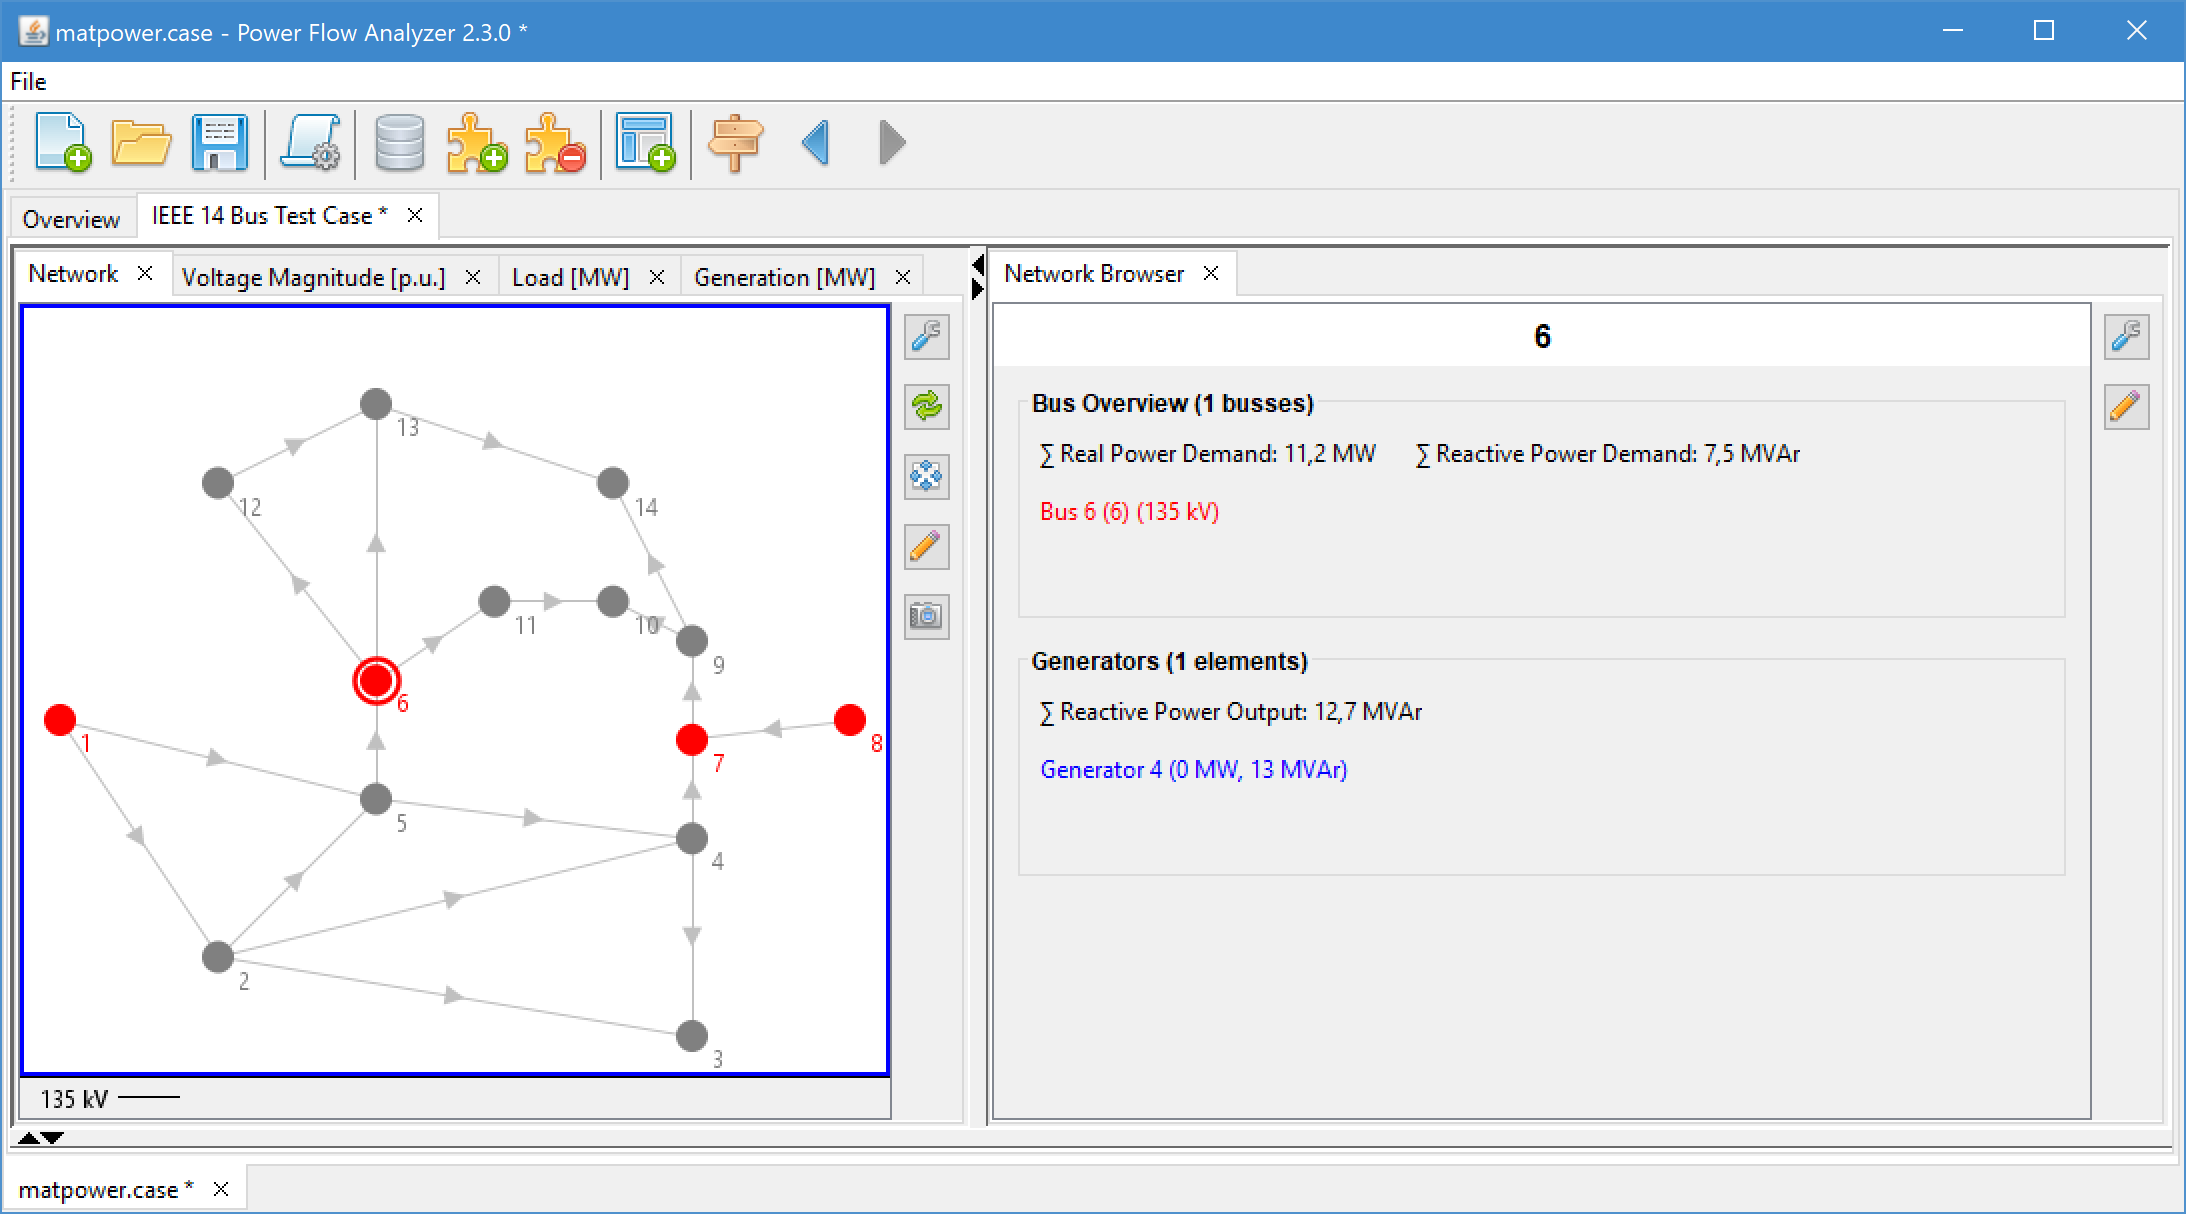 matpower.case - Power Flow Analyzer 2.3.0 *
File
Overview
IEEE 14 Bus Test Case *
Network
Voltage Magnitude [p.u.]
Load [MW]
Generation [MW]
Network Browser
13
12
14
11
10
9
6
1
7
8
5
4
2
3
135 kV
6
Bus Overview (1 busses)
∑ Real Power Demand: 11,2 MW ∑ Reactive Power Demand: 7,5 MVAr
Bus 6 (6) (135 kV)
Generators (1 elements)
∑ Reactive Power Output: 12,7 MVAr
Generator 4 (0 MW, 13 MVAr)
matpower.case *